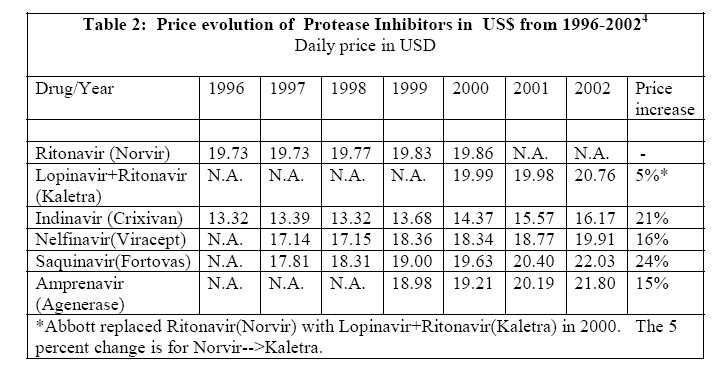 Table 2: Price evolution of Protease Inhibitors in US$ from 1996-2002⁴
Daily price in USD
Drug/Year 1996 1997 1998 1999 2000 2001 2002 Price increase
Ritonavir (Norvir) 19.73 19.73 19.77 19.83 19.86 N.A. N.A. -
Lopinavir+Ritonavir (Kaletra) N.A. N.A. N.A. N.A. 19.99 19.98 20.76 5%*
Indinavir (Crixivan) 13.32 13.39 13.32 13.68 14.37 15.57 16.17 21%
Nelfinavir(Viracept) N.A. 17.14 17.15 18.36 18.34 18.77 19.91 16%
Saquinavir(Fortovas) N.A. 17.81 18.31 19.00 19.63 20.40 22.03 24%
Amprenavir (Agenerase) N.A. N.A. N.A. 18.98 19.21 20.19 21.80 15%
*Abbott replaced Ritonavir(Norvir) with Lopinavir+Ritonavir(Kaletra) in 2000. The 5
percent change is for Norvir-->Kaletra.